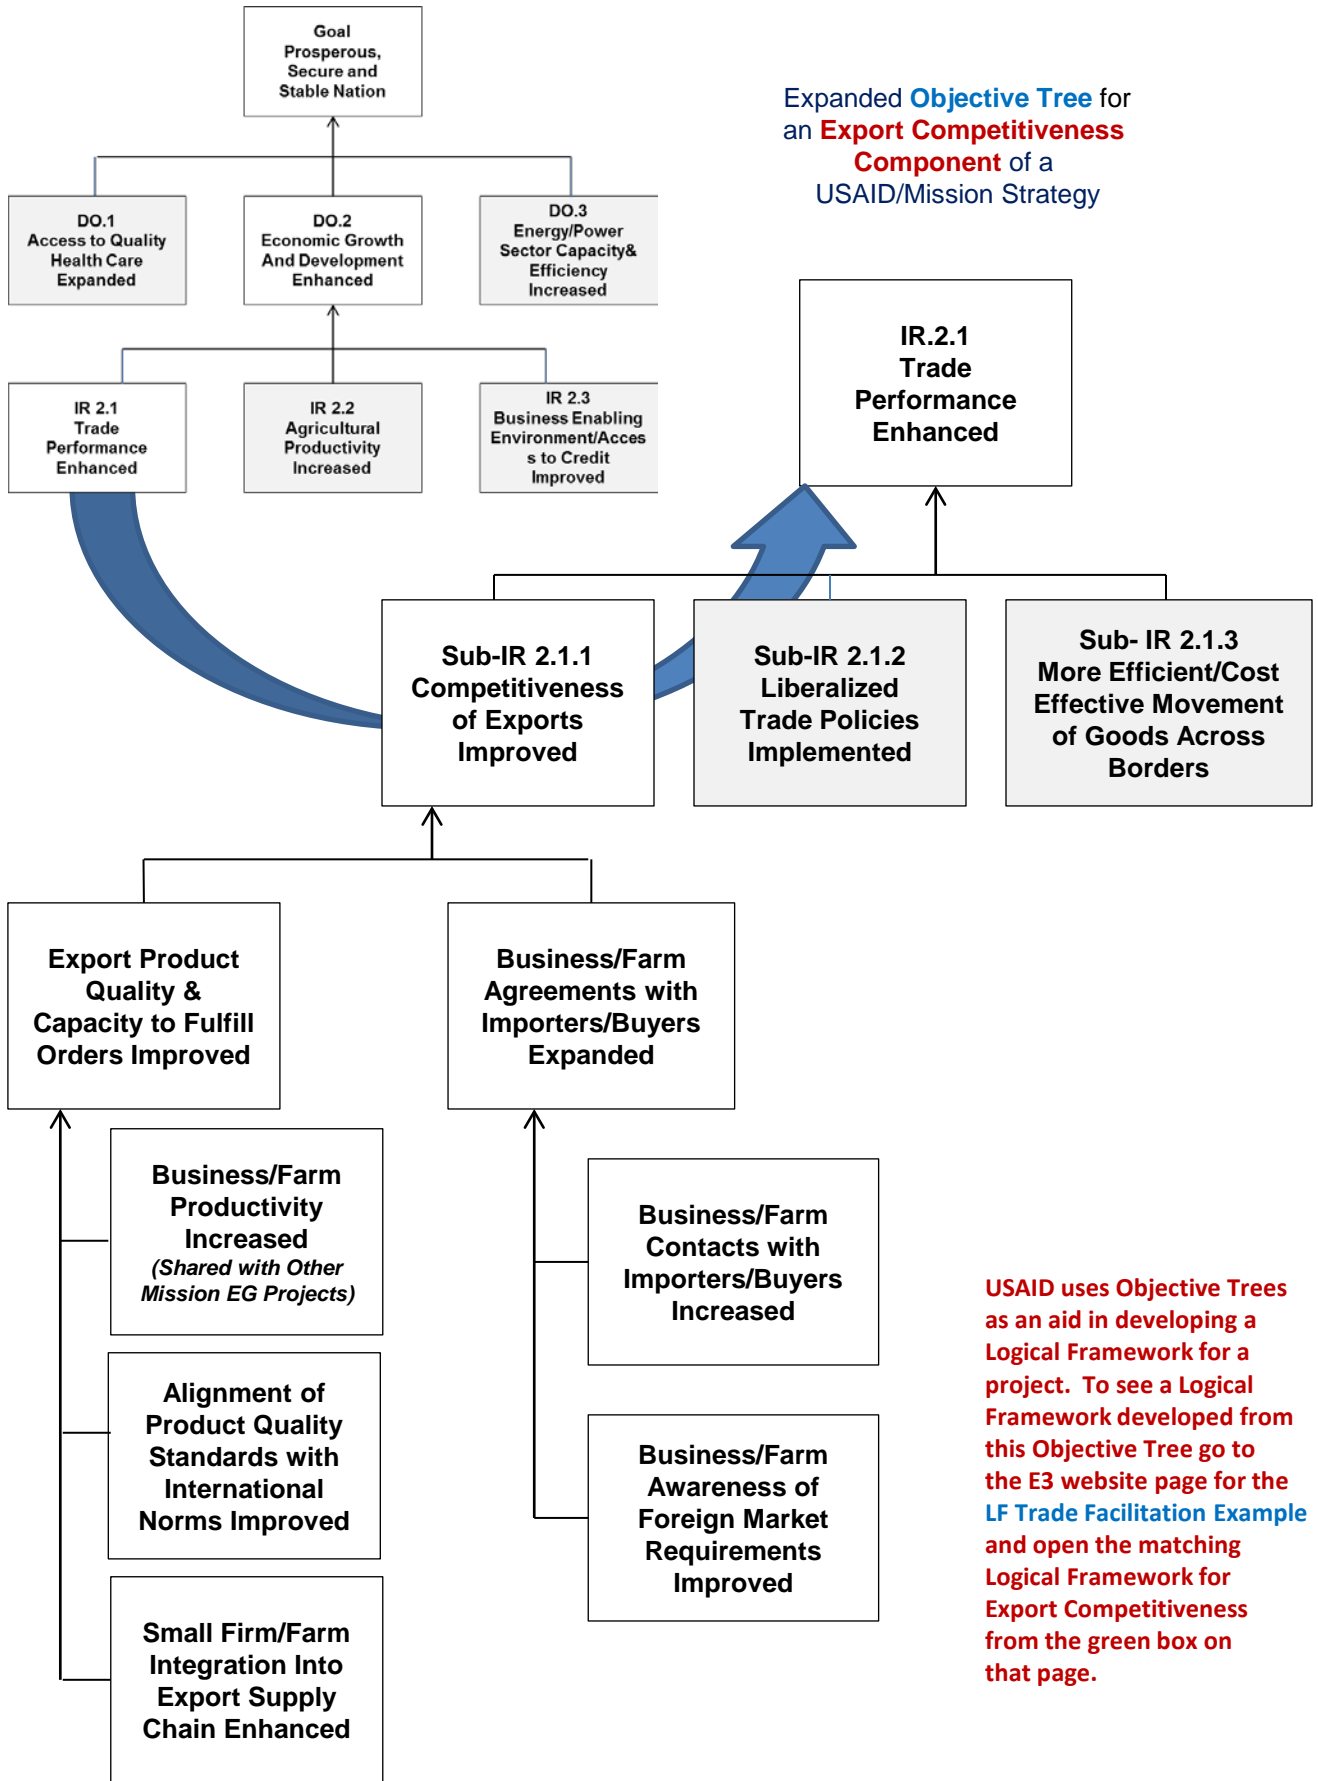 Goal
Prosperous,
Secure and
Stable Nation
Expanded Objective Tree for
an Export Competitiveness
Component of a
USAID/Mission Strategy
DO.1
Access to Quality
Health Care
Expanded
DO.2
Economic Growth
And Development
Enhanced
DO.3
Energy/Power
Sector Capacity&
Efficiency
Increased
IR 2.1
Trade
Performance
Enhanced
IR 2.2
Agricultural
Productivity
Increased
IR 2.3
Business Enabling
Environment/Acces
s to Credit
Improved
IR.2.1
Trade
Performance
Enhanced
Sub-IR 2.1.1
Competitiveness
of Exports
Improved
Sub-IR 2.1.2
Liberalized
Trade Policies
Implemented
Sub- IR 2.1.3
More Efficient/Cost
Effective Movement
of Goods Across
Borders
Export Product
Quality &
Capacity to Fulfill
Orders Improved
Business/Farm
Agreements with
Importers/Buyers
Expanded
Business/Farm
Productivity
Increased
(Shared with Other
Mission EG Projects)
Alignment of
Product Quality
Standards with
International
Norms Improved
Small Firm/Farm
Integration Into
Export Supply
Chain Enhanced
Business/Farm
Contacts with
Importers/Buyers
Increased
Business/Farm
Awareness of
Foreign Market
Requirements
Improved
USAID uses Objective Trees
as an aid in developing a
Logical Framework for a
project. To see a Logical
Framework developed from
this Objective Tree go to
the E3 website page for the
LF Trade Facilitation Example
and open the matching
Logical Framework for
Export Competitiveness
from the green box on
that page.